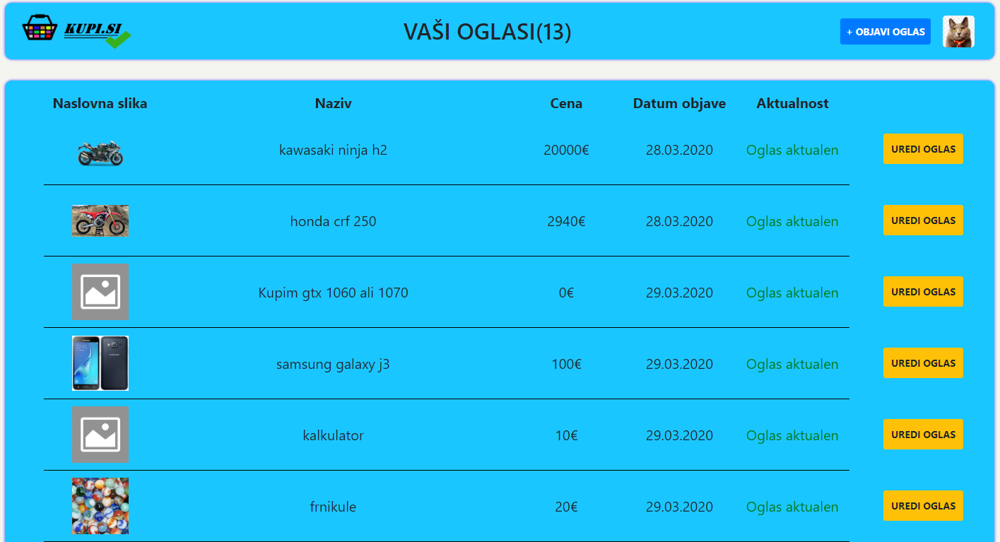 KUPI.SI
VAŠI OGLASI(13)
+ OBJAVI OGLAS
Naslovna slika Naziv Cena Datum objave Aktualnost
kawasaki ninja h2 20000€ 28.03.2020 Oglas aktualen UREDI OGLAS
honda crf 250 2940€ 28.03.2020 Oglas aktualen UREDI OGLAS
Kupim gtx 1060 ali 1070 0€ 29.03.2020 Oglas aktualen UREDI OGLAS
samsung galaxy j3 100€ 29.03.2020 Oglas aktualen UREDI OGLAS
kalkulator 10€ 29.03.2020 Oglas aktualen UREDI OGLAS
frnikule 20€ 29.03.2020 Oglas aktualen UREDI OGLAS